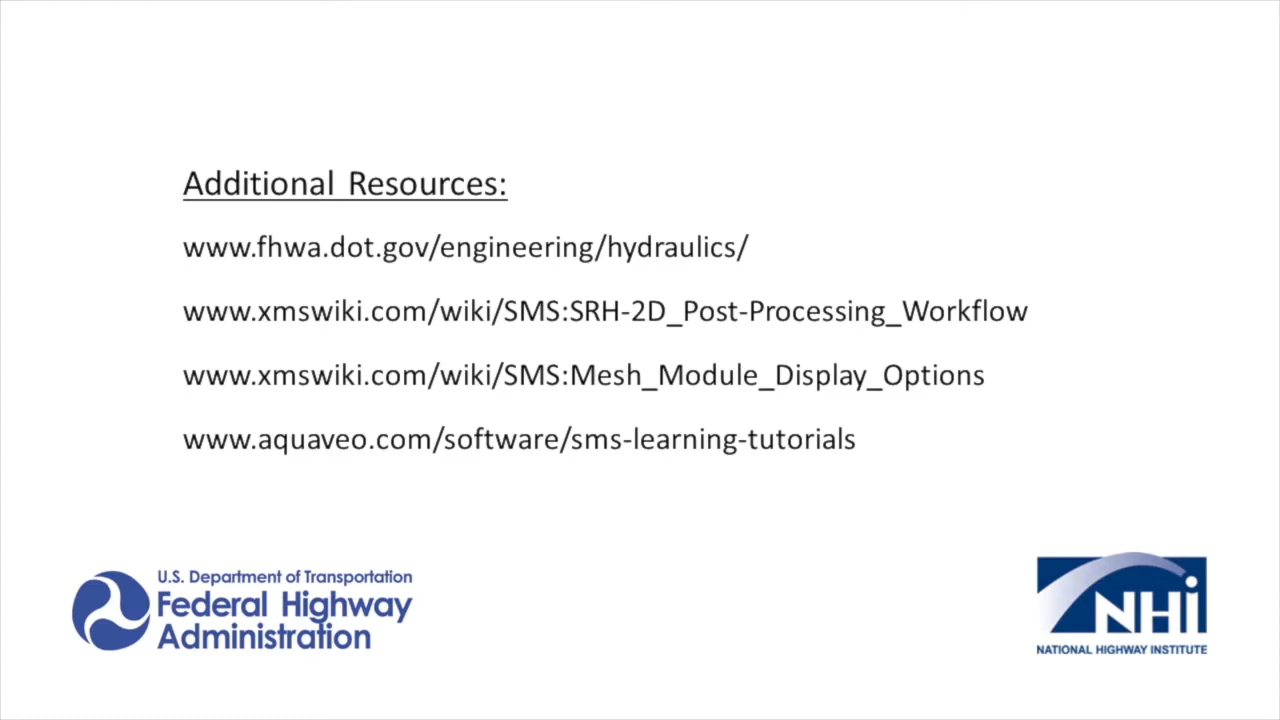 Additional Resources:
www.fhwa.dot.gov/engineering/hydraulics/
www.xmswiki.com/wiki/SMS:SRH-2D_Post-Processing_Workflow
www.xmswiki.com/wiki/SMS:Mesh_Module_Display_Options
www.aquaveo.com/software/sms-learning-tutorials
U.S. Department of Transportation
Federal Highway
Administration
NHi
NATIONAL HIGHWAY INSTITUTE